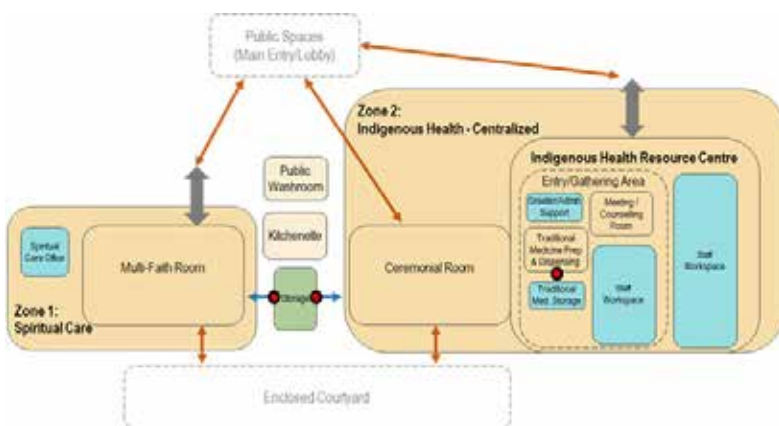 Public Spaces
(Main Entry/Lobby)
Zone 2:
Indigenous Health - Centralized
Indigenous Health Resource Centre
Entry/Gathering Area
Greeter/Admin
Support
Meeting /
Counselling
Room
Traditional
Medicine Prep
& Dispensing
Traditional
Med. Storage
Staff
Workspace
Staff
Workspace
Public
Washroom
Kitchenette
Storage
Ceremonial Room
Spiritual
Care Office
Multi-Faith Room
Zone 1:
Spiritual Care
Enclosed Courtyard